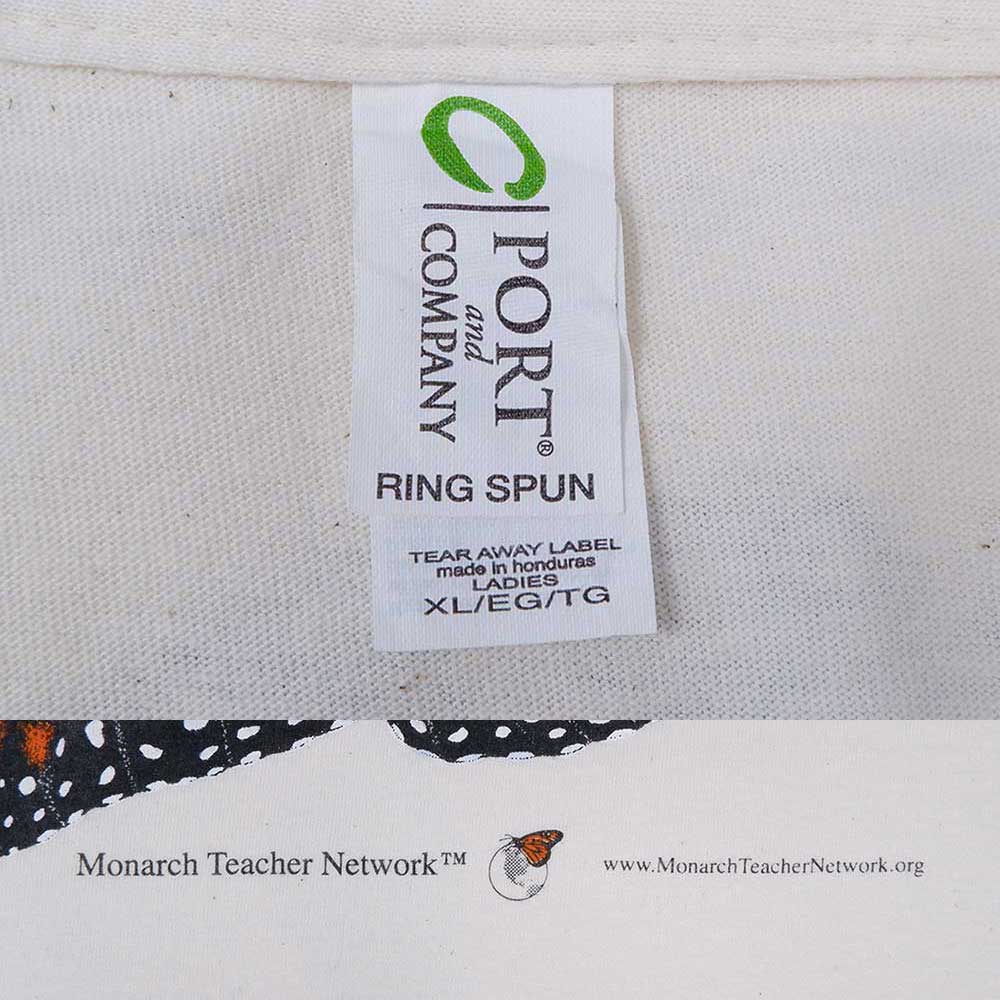 C
PORT®
and
COMPANY
RING SPUN
TEAR AWAY LABEL
made in honduras
LADIES
XL/EG/TG
Monarch Teacher Network™
www.MonarchTeacherNetwork.org